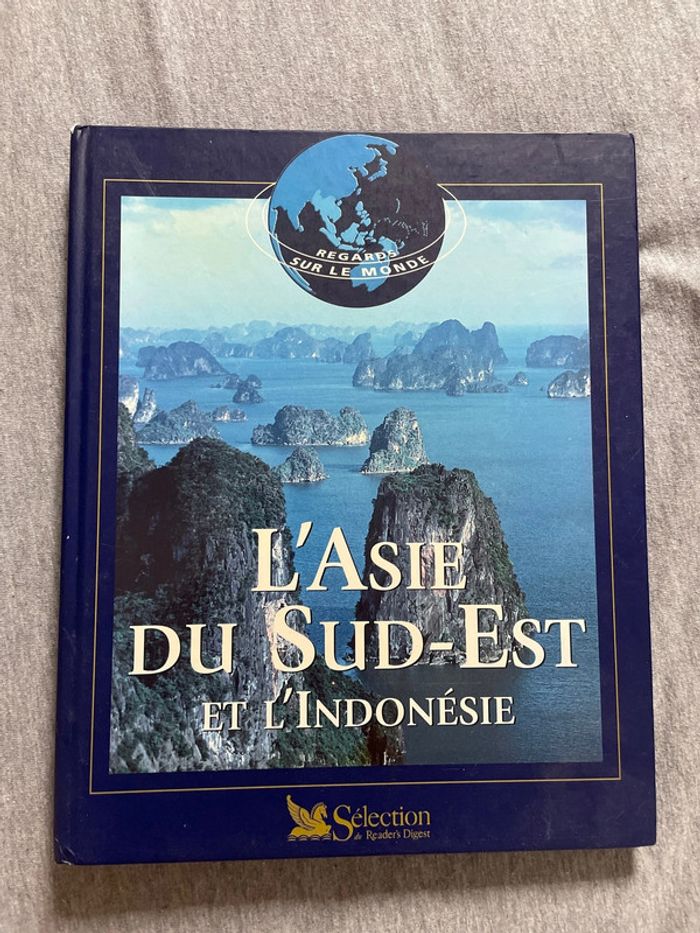 REGARDS
SUR LE MONDE
L'ASIE
DU SUD-EST
ET L'INDONÉSIE
Sélection
du Reader's Digest